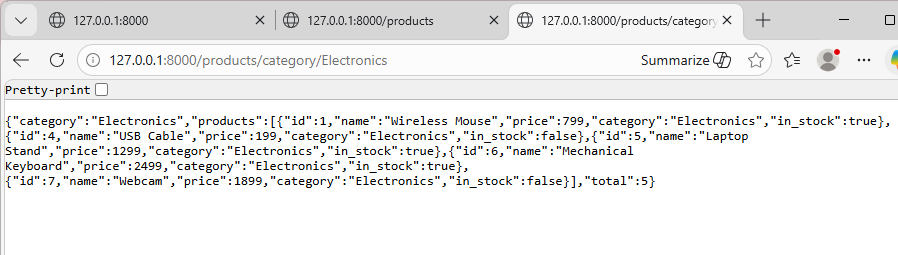 127.0.0.1:8000
127.0.0.1:8000/products
127.0.0.1:8000/products/category
127.0.0.1:8000/products/category/Electronics
Summarize
Pretty-print
{"category":"Electronics","products":[{"id":1,"name":"Wireless Mouse","price":799,"category":"Electronics","in_stock":true},
{"id":4,"name":"USB Cable","price":199,"category":"Electronics","in_stock":false},{"id":5,"name":"Laptop
Stand","price":1299,"category":"Electronics","in_stock":true},{"id":6,"name":"Mechanical
Keyboard","price":2499,"category":"Electronics","in_stock":true},
{"id":7,"name":"Webcam","price":1899,"category":"Electronics","in_stock":false}],"total":5}